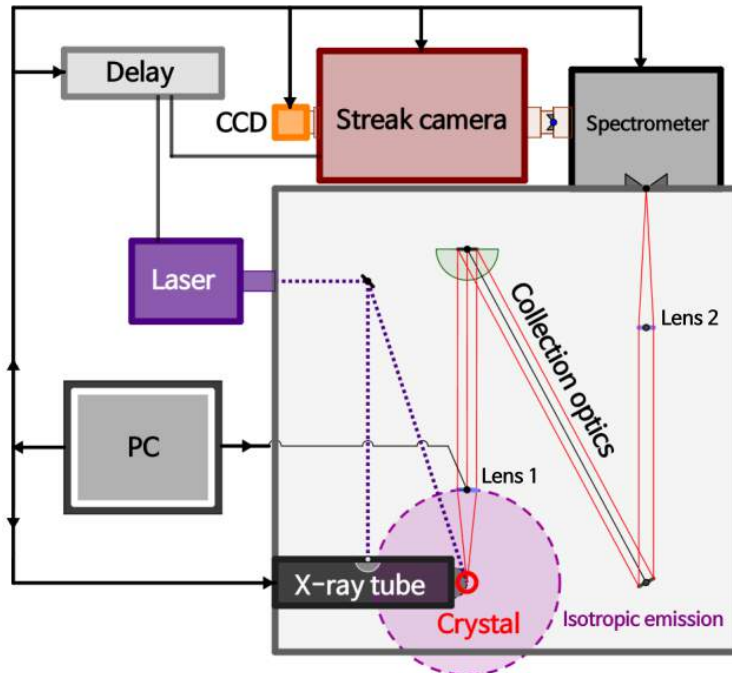 Delay
CCD
Streak camera
Spectrometer
Laser
Lens 2
Collection optics
PC
Lens 1
X-ray tube
Crystal
Isotropic emission